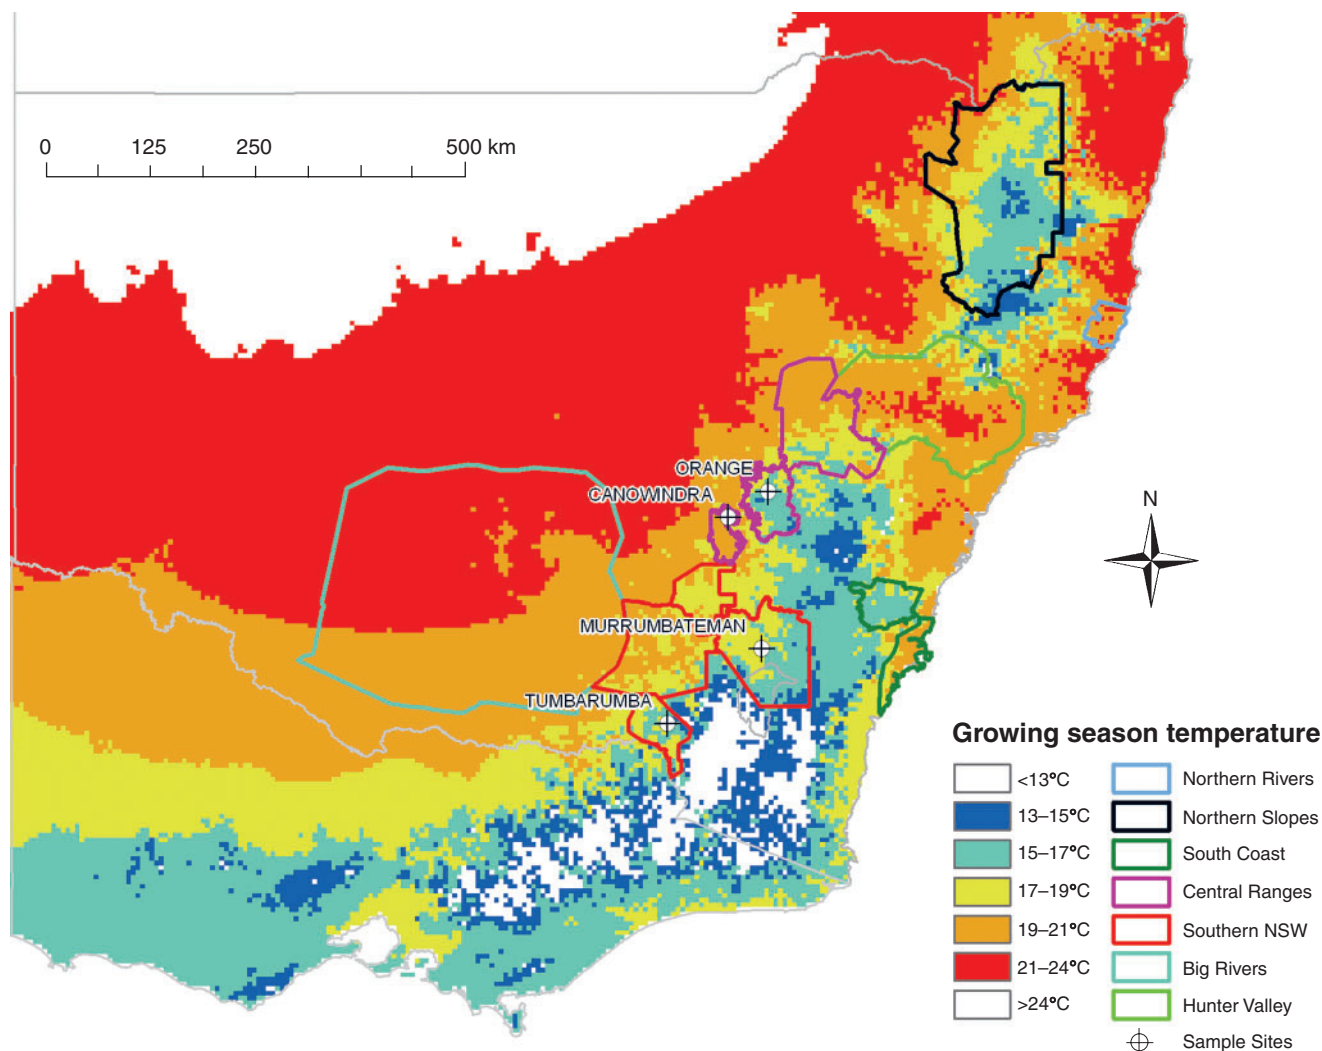 0 125 250 500 km
ORANGE
CANOWINDRA
N
MURRUMBATEMAN
TUMBARUMBA
Growing season temperature
<13°C Northern Rivers
13–15°C Northern Slopes
15–17°C South Coast
17–19°C Central Ranges
19–21°C Southern NSW
21–24°C Big Rivers
>24°C Hunter Valley
Sample Sites